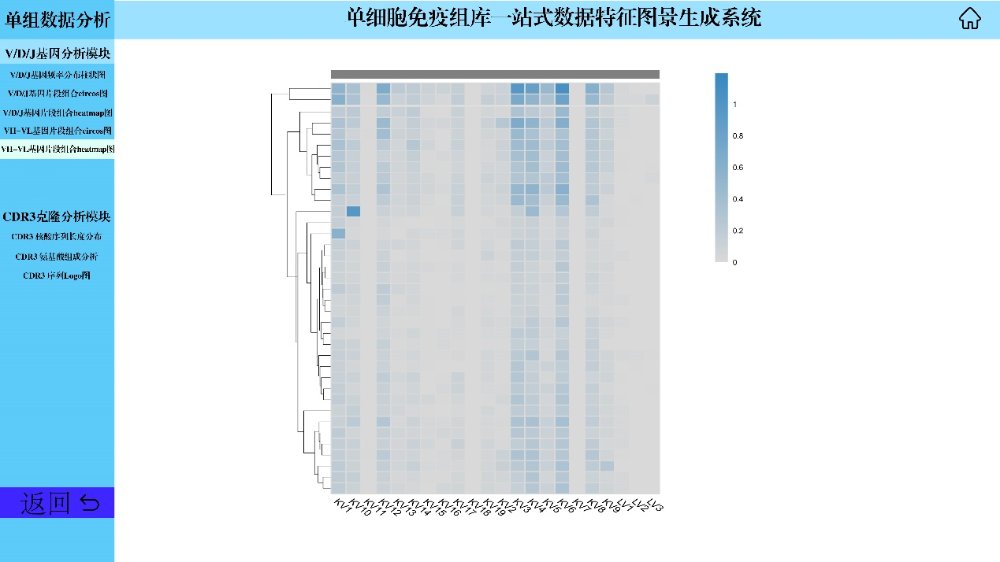 单组数据分析
单细胞免疫组库一站式数据特征图景生成系统
V/D/J基因分析模块
V/D/J基因频率分布柱状图
V/D/J基因片段组合circos图
V/D/J基因片段组合heatmap图
VH-VL基因片段组合circos图
VH-VL基因片段组合heatmap图
CDR3克隆分析模块
CDR3 核酸序列长度分布
CDR3 氨基酸组成分析
CDR3 序列Logo图
返回
1
0.8
0.6
0.4
0.2
0
KV1
KV10
KV11
KV12
KV13
KV14
KV15
KV16
KV17
KV18
KV19
KV2
KV3
KV4
KV5
KV6
KV7
KV8
KV9
LV1
LV2
LV3